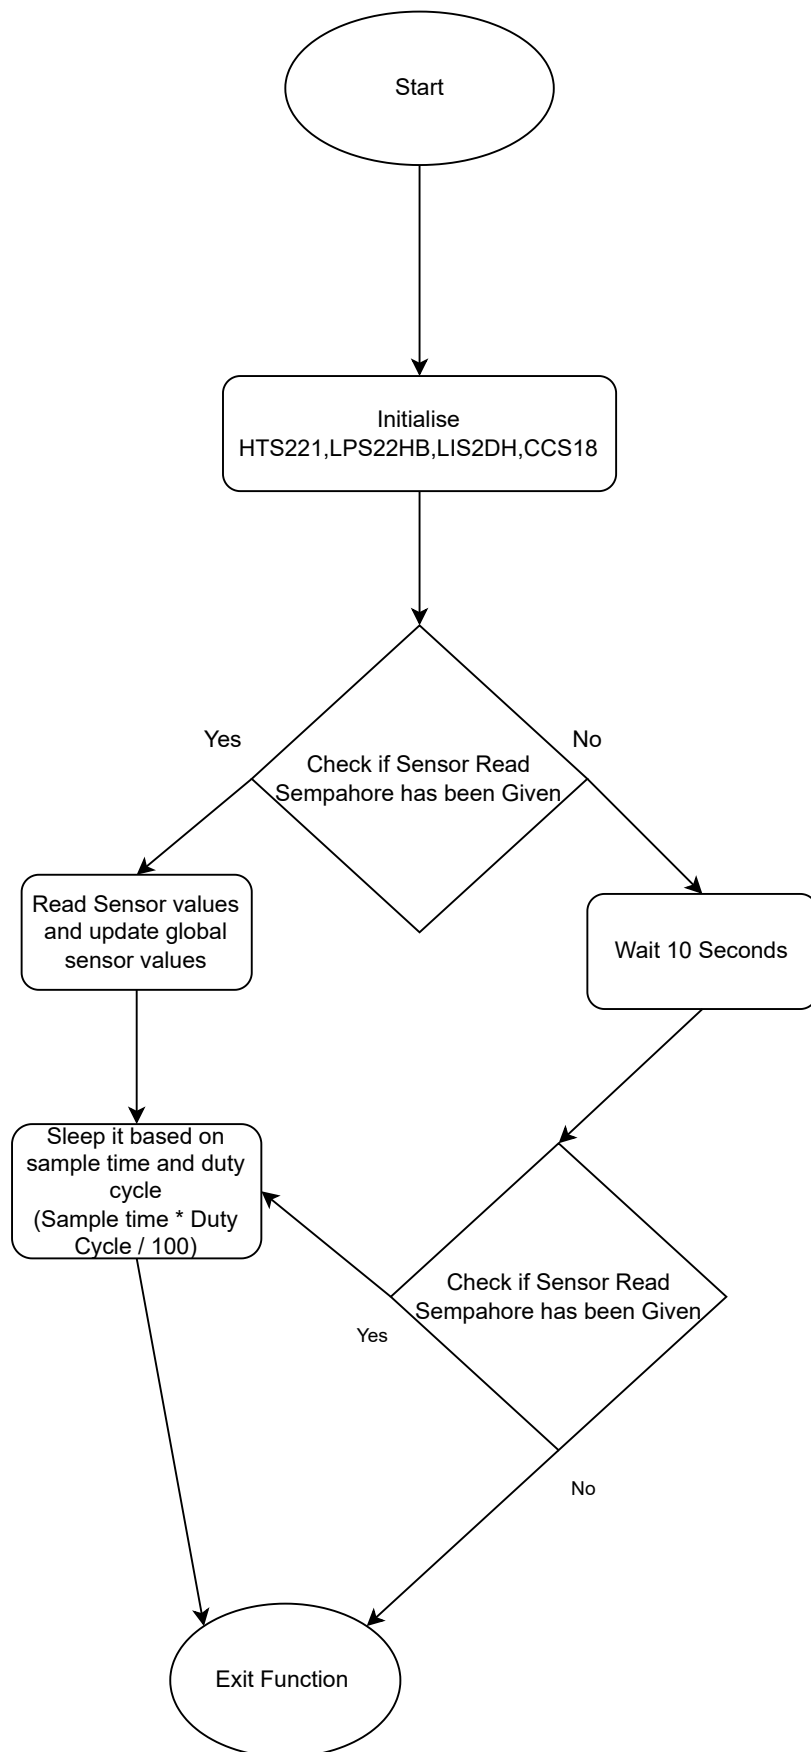 Start
Initialise
HTS221,LPS22HB,LIS2DH,CCS18
Yes
No
Check if Sensor Read
Sempahore has been Given
Read Sensor values
and update global
sensor values
Wait 10 Seconds
Sleep it based on
sample time and duty
cycle
(Sample time * Duty
Cycle / 100)
Check if Sensor Read
Sempahore has been Given
Yes
No
Exit Function